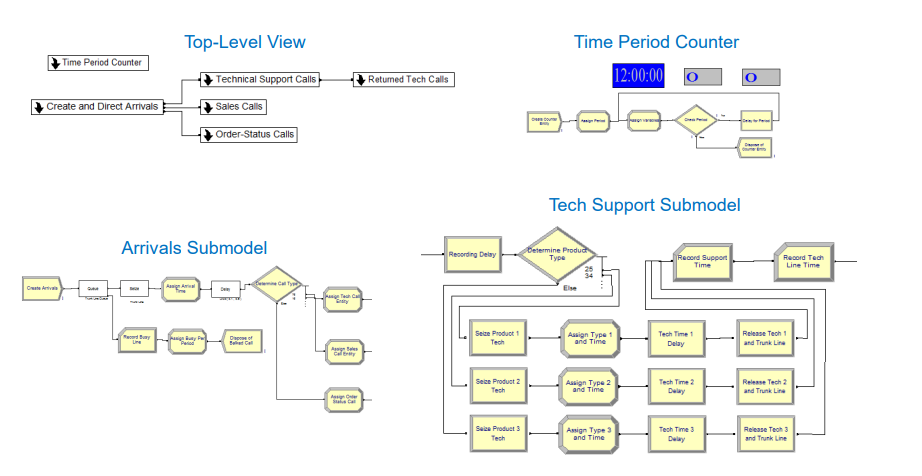 Top-Level View
Time Period Counter
Time Period Counter
Technical Support Calls
Returned Tech Calls
Create and Direct Arrivals
Sales Calls
Order-Status Calls
12:00:00
0
0
Create Counter
Entity
Assign Period
Assign Variables
Check Period
Delay for Period
Else
Dispose of
Counter Entity
Arrivals Submodel
Create Arrivals
Queue
Seize
Assign Arrival
Time
Delay
Determine Call Type
Else
Trunk Line
Record Busy
Line
Assign Busy Per
Period
Dispose of
Balked Call
Assign Tech Call
Entity
Assign Sales
Call Entity
Assign Order
Status Call
Tech Support Submodel
Recording Delay
Determine Product
Type
25
34
Else
Record Support
Time
Record Tech
Line Time
Seize Product 1
Tech
Assign Type 1
and Time
Tech Time 1
Delay
Release Tech 1
and Trunk Line
Seize Product 2
Tech
Assign Type 2
and Time
Tech Time 2
Delay
Release Tech 2
and Trunk Line
Seize Product 3
Tech
Assign Type 3
and Time
Tech Time 3
Delay
Release Tech 3
and Trunk Line